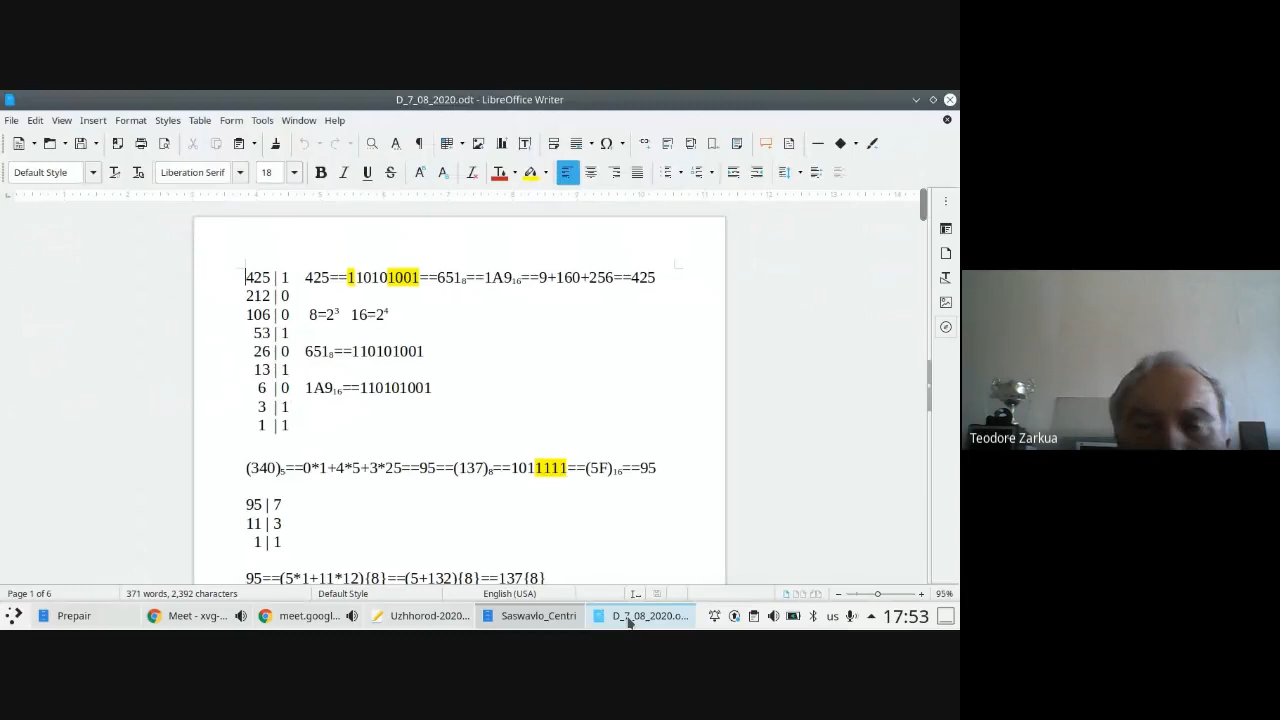 D_7_08_2020.odt - LibreOffice Writer
File Edit View Insert Format Styles Table Form Tools Window Help
Default Style Liberation Serif 18
425 | 1 425==110101001==651₈==1A9₁₆==9+160+256==425
212 | 0
106 | 0 8=2³ 16=2⁴
53 | 1
26 | 0 651₈==110101001
13 | 1
6 | 0 1A9₁₆==110101001
3 | 1
1 | 1
(340)₅==0*1+4*5+3*25==95==(137)₈==1011111==(5F)₁₆==95
95 | 7
11 | 3
1 | 1
95==(5*1+11*12){8}==(5+132){8}==137{8}
Page 1 of 6 371 words, 2,392 characters Default Style English (USA) 95%
Prepair Meet - xvg-... meet.googl... Uzhhorod-2020... Saswavlo_Centri D_7_08_2020.o... us 17:53
Teodore Zarkua